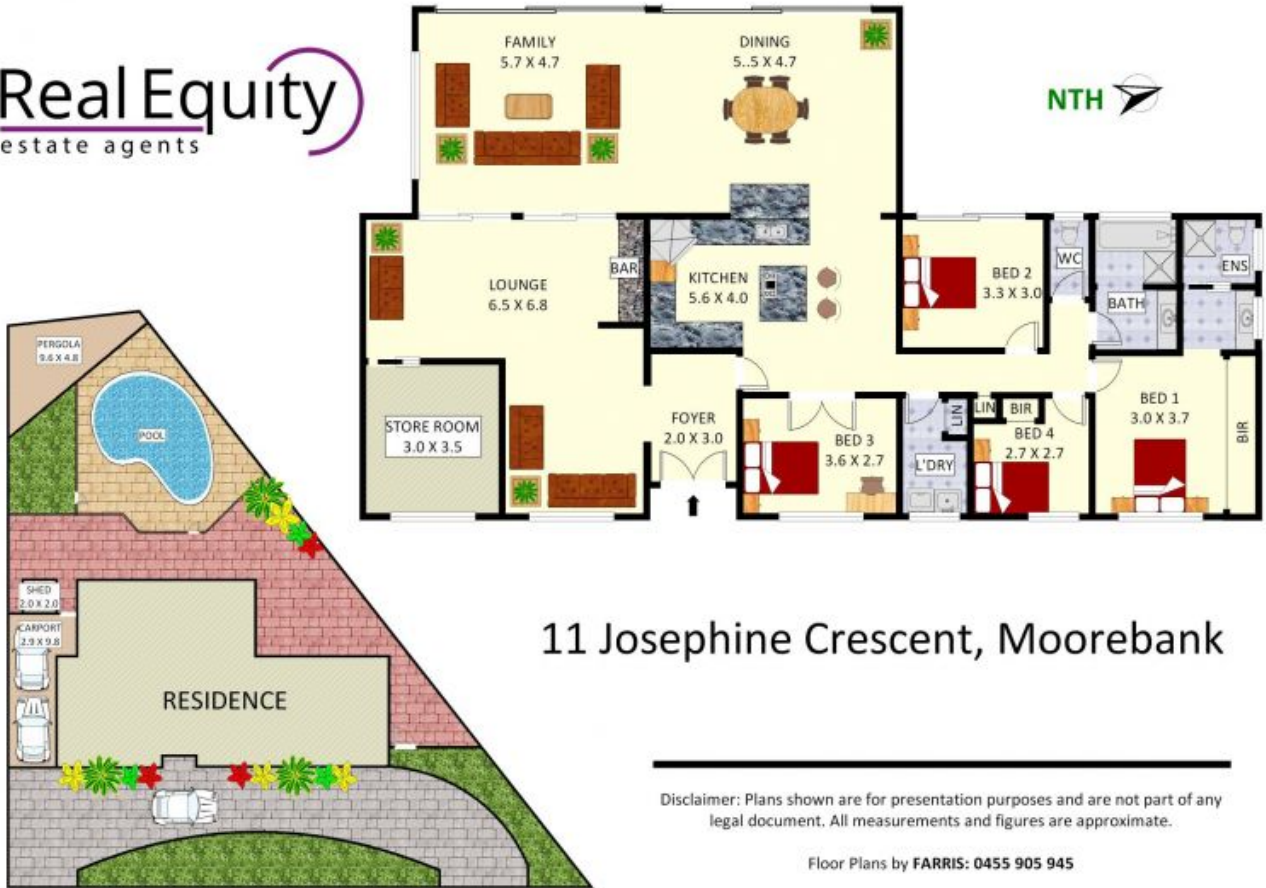 Real Equity
estate agents
FAMILY
5.7 X 4.7
DINING
5..5 X 4.7
NTH
LOUNGE
6.5 X 6.8
BAR
KITCHEN
5.6 X 4.0
BED 2
3.3 X 3.0
WC
BATH
ENS
STORE ROOM
3.0 X 3.5
FOYER
2.0 X 3.0
BED 3
3.6 X 2.7
L'DRY
LIN
LIN
BIR
BED 4
2.7 X 2.7
BED 1
3.0 X 3.7
BIR
PERGOLA
9.6 X 4.8
POOL
SHED
2.0 X 2.0
CARPORT
2.9 X 9.8
RESIDENCE
11 Josephine Crescent, Moorebank
Disclaimer: Plans shown are for presentation purposes and are not part of any
legal document. All measurements and figures are approximate.
Floor Plans by FARRIS: 0455 905 945